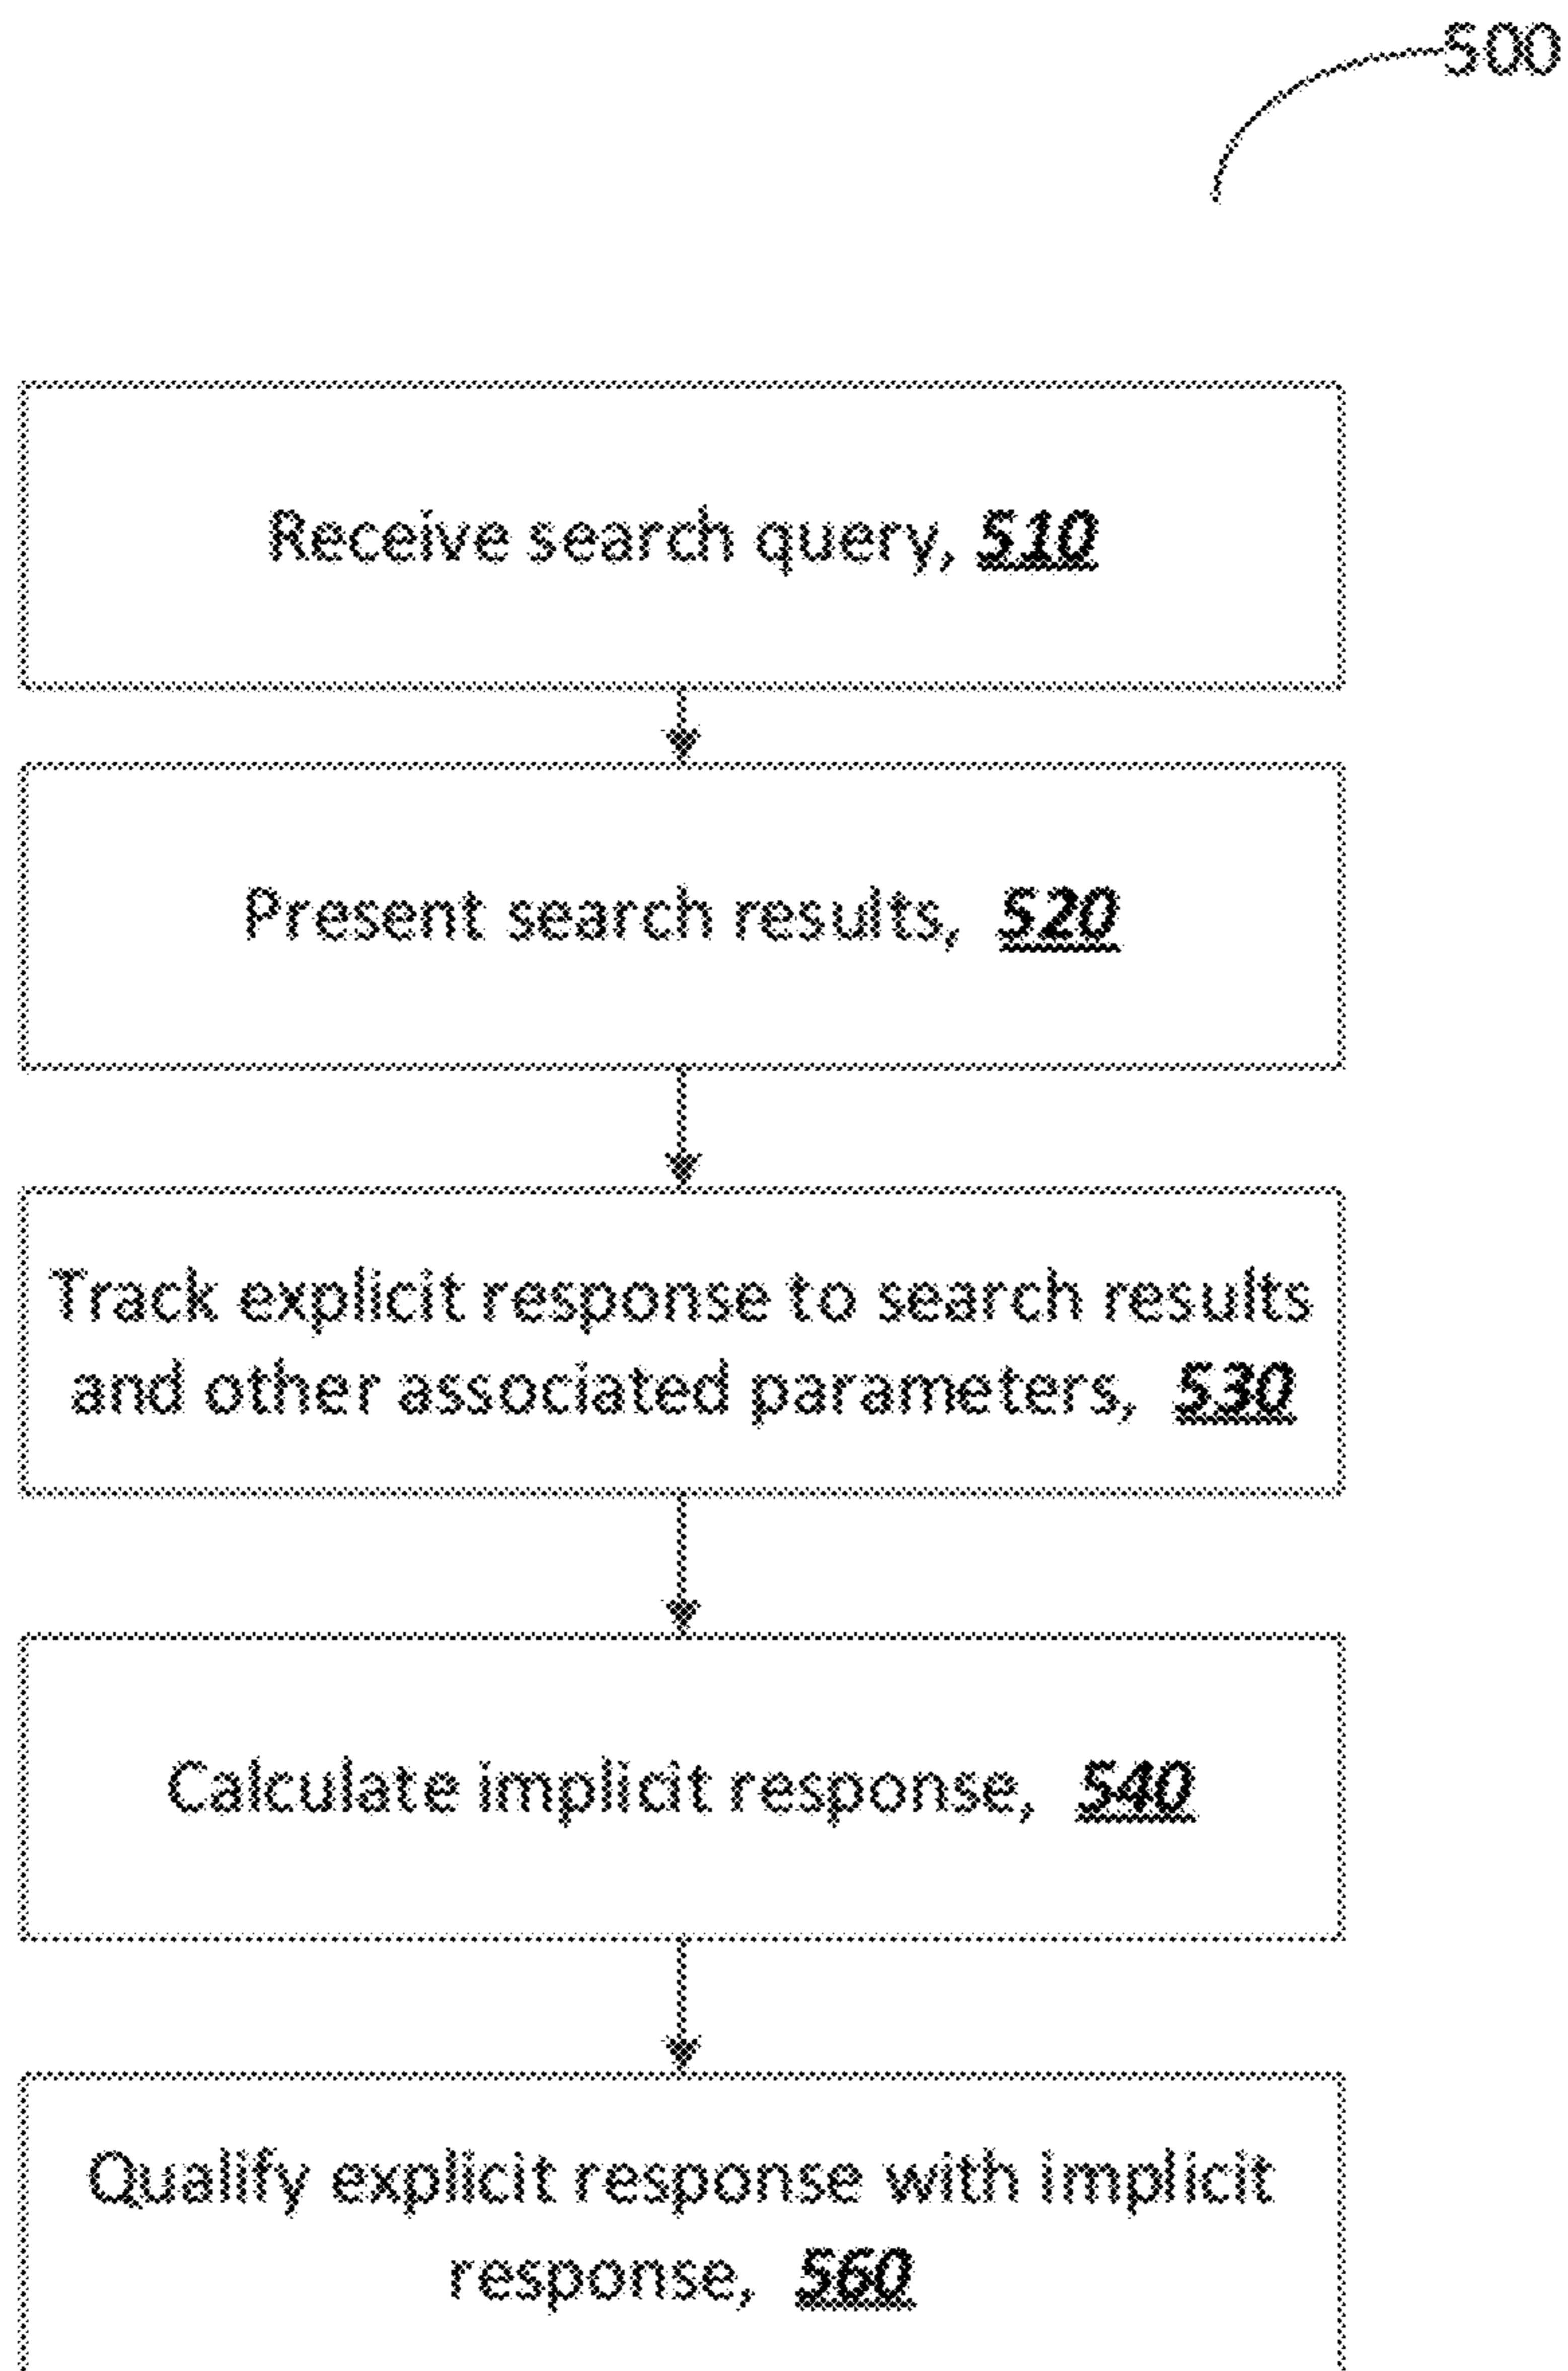 500
Receive search query, 510
Present search results, 520
Track explicit response to search results
and other associated parameters, 530
Calculate implicit response, 540
Qualify explicit response with implicit
response, 560